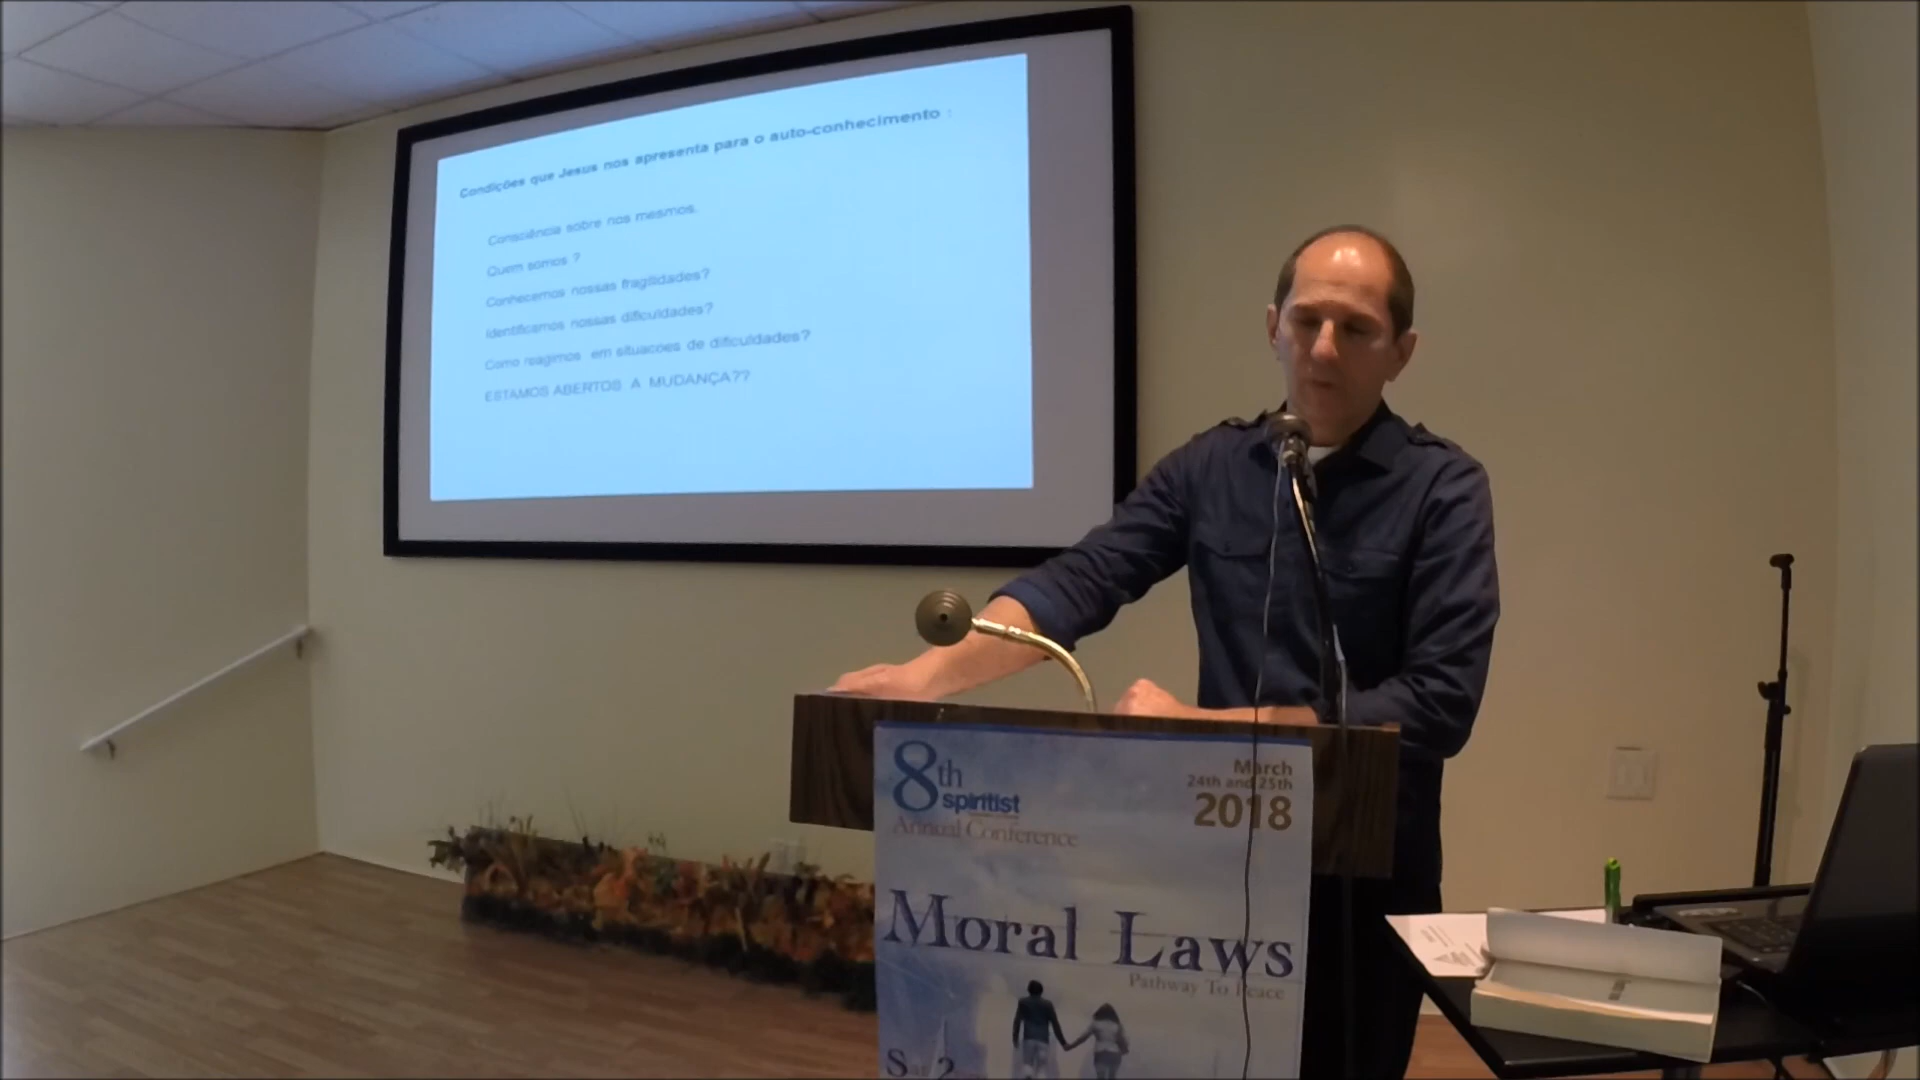 Condições que Jesus nos apresenta para o auto-conhecimento :
Consciência sobre nos mesmos.
Quem somos ?
Conhecemos nossas fragilidades?
Identificamos nossas dificuldades?
Como reagimos em situacoes de dificuldades?
ESTAMOS ABERTOS A MUDANÇA??
8th
spiritist
Annual Conference
March
24th and 25th
2018
Moral Laws
Pathway To Peace